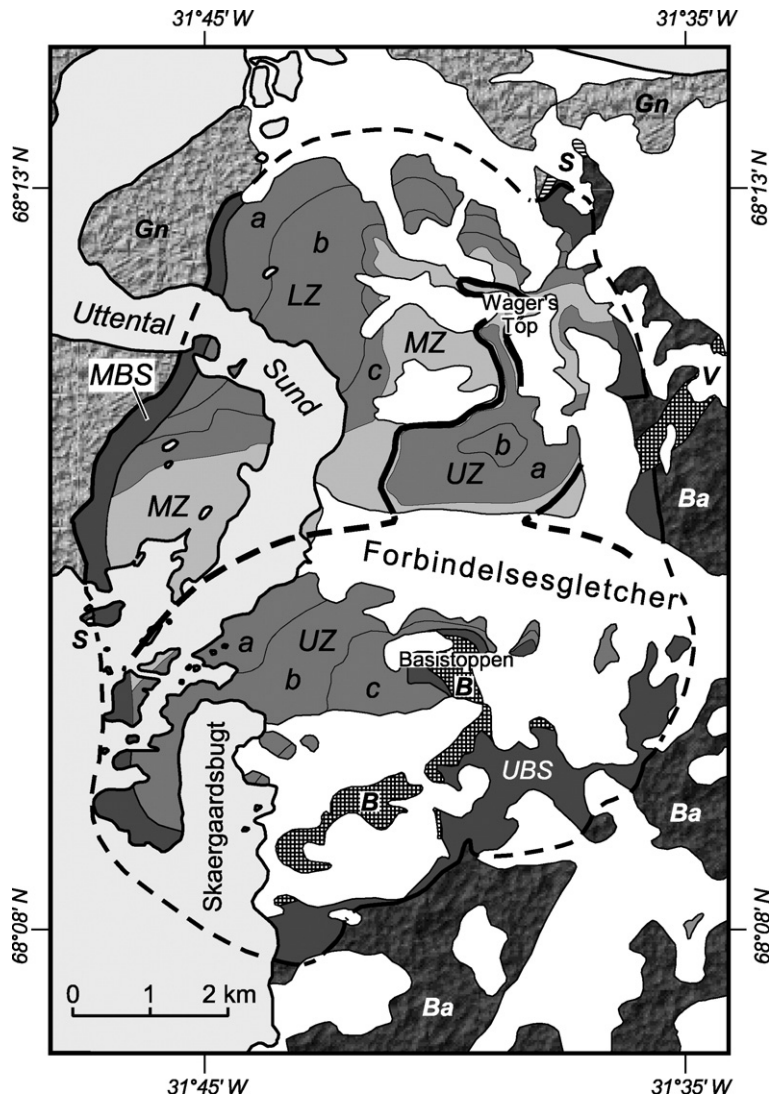 31°45' W
31°35' W
68°13' N
68°13' N
Gn
S
Gn
a
b
LZ
Wager's
Top
Uttental
Sund
MZ
V
MBS
c
b
UZ
a
Ba
MZ
Forbindelsesgletcher
S
a
UZ
Basistoppen
b
c
B
UBS
B
Ba
Skaergaardsbugt
68°08' N
68°08' N
0 1 2 km
Ba
31°45' W
31°35' W